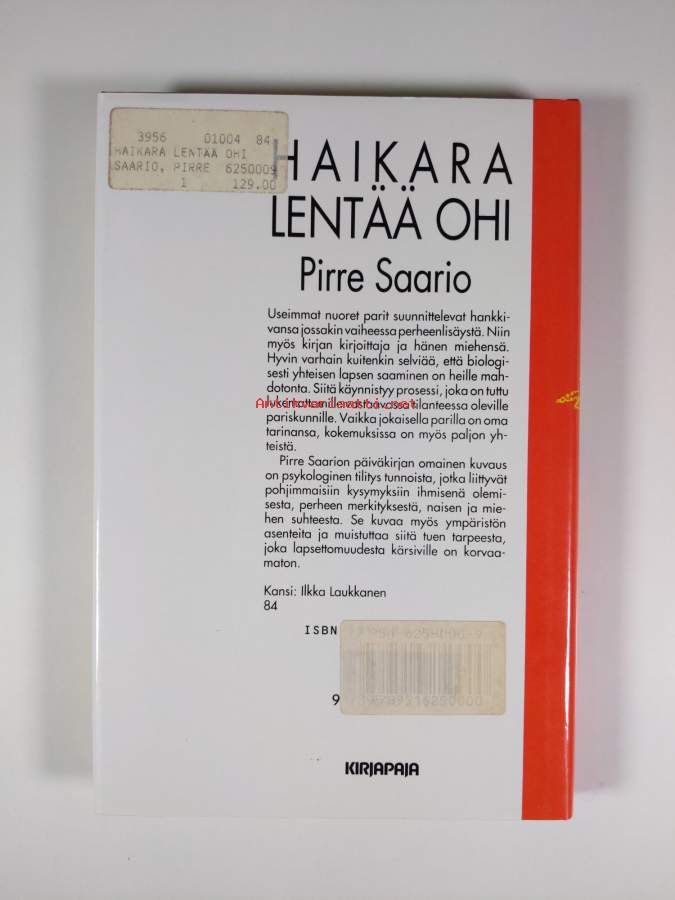 3956 01004 84
HAIKARA LENTÄÄ OHI
SAARIO, PIRRE 6250009
1 129.00
HAIKARA
LENTÄÄ OHI
Pirre Saario
Useimmat nuoret parit suunnittelevat hankki-
vansa jossakin vaiheessa perheenlisäystä. Niin
myös kirjan kirjoittaja ja hänen miehensä.
Hyvin varhain kuitenkin selviää, että biologi-
sesti yhteisen lapsen saaminen on heille mah-
dotonta. Siitä käynnistyy prosessi, joka on tuttu
lukemattomille vastaavassa tilanteessa oleville
Antikvariaatti.net
pariskunnille. Vaikka jokaisella parilla on oma
tarinansa, kokemuksissa on myös paljon yh-
teistä.
Pirre Saarion päiväkirjan omainen kuvaus
on psykologinen tilitys tunnoista, jotka liittyvät
pohjimmaisiin kysymyksiin ihmisenä olemi-
sesta, perheen merkityksestä, naisen ja mie-
hen suhteesta. Se kuvaa myös ympäristön
asenteita ja muistuttaa siitä tuen tarpeesta,
joka lapsettomuudesta kärsiville on korvaa-
maton.
Kansi: Ilkka Laukkanen
84
ISBN
9
KIRJAPAJA